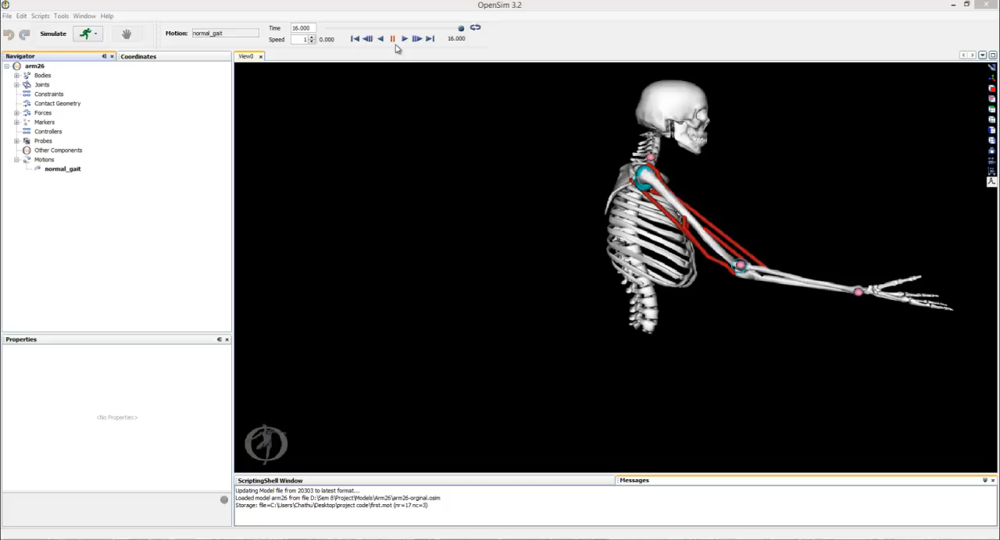 OpenSim 3.2
File Edit Scripts Tools Window Help
Simulate
Motion: normal_gait
Time 16.000
Speed 1 0.000
16.000
Navigator
Coordinates
View0
arm26
Bodies
Joints
Constraints
Contact Geometry
Forces
Markers
Controllers
Probes
Other Components
Motions
normal_gait
Properties
<No Properties>
ScriptingShell Window
Messages
Updating Model file from 20303 to latest format...
Loaded model arm26 from file D:\Sem 8\Project\Models\Arm26\arm26-orginal.osim
Storage: file=C:\Users\Chathu\Desktop\project code\first.mot (nr=17 nc=3)